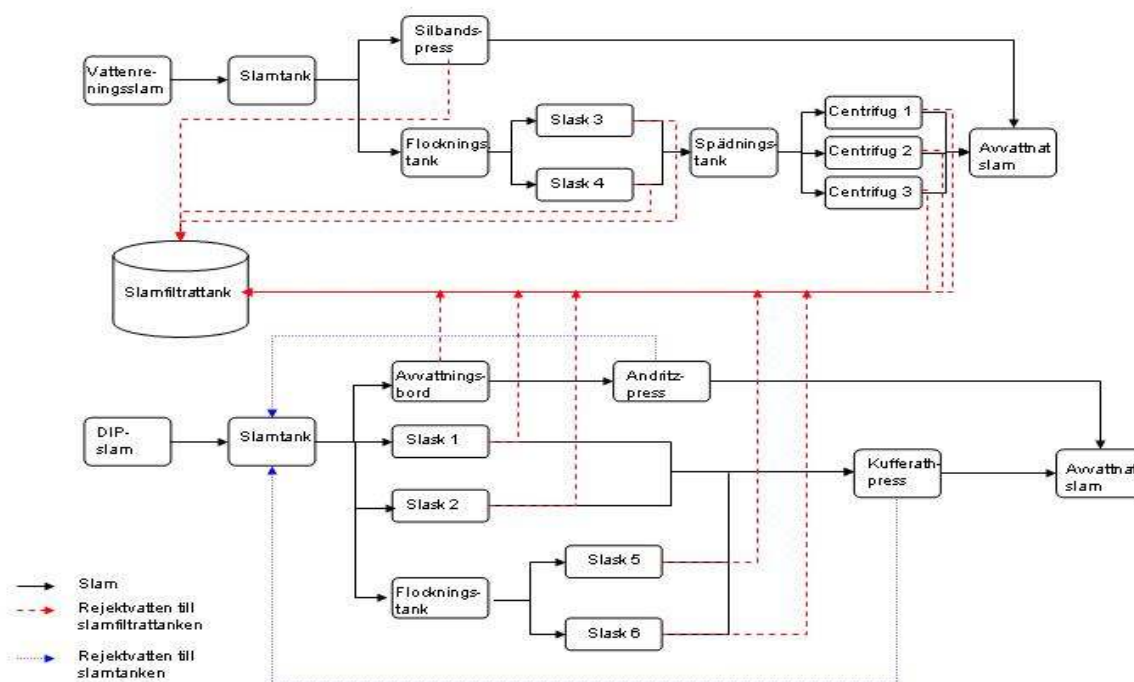 Silbands-
press
Vattenre-
ningsslam
Slamtank
Flocknings
tank
Slask 3
Slask 4
Spädnings-
tank
Centrifug 1
Centrifug 2
Centrifug 3
Avvattnat
slam
Slamfiltrattank
Avvattnings-
bord
Andritz-
press
DIP-
slam
Slamtank
Slask 1
Slask 2
Kufferath-
press
Avvattnat
slam
Flocknings-
tank
Slask 5
Slask 6
Slam
Rejektvatten till
slamfiltrattanken
Rejektvatten till
slamtanken